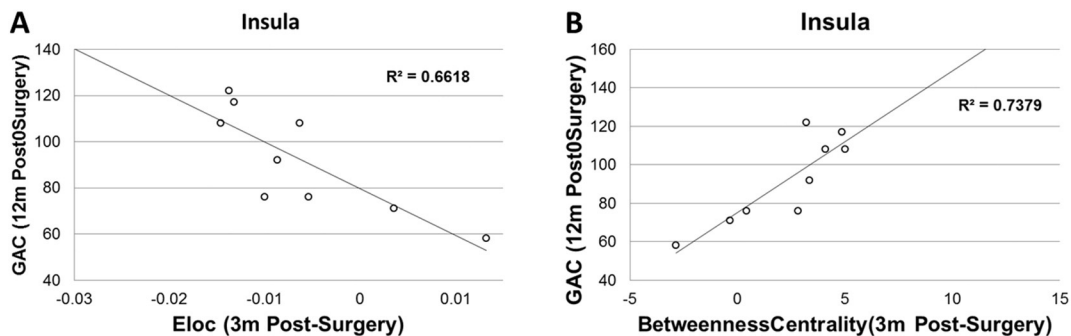 A
Insula
GAC (12m Post0Surgery)
140
120
100
80
60
40
R² = 0.6618
-0.03
-0.02
-0.01
0
0.01
Eloc (3m Post-Surgery)
B
Insula
GAC (12m Post0Surgery)
160
140
120
100
80
60
40
R² = 0.7379
-5
0
5
10
15
BetweennessCentrality(3m Post-Surgery)